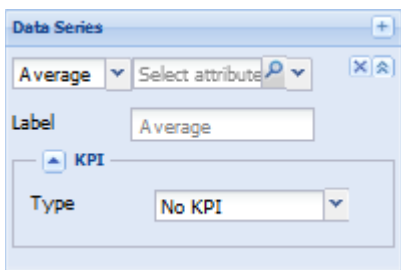 Data Series
Average Select attribute
Label Average
KPI
Type No KPI